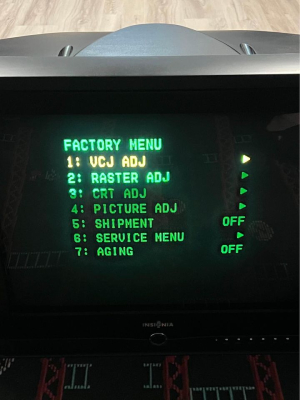 FACTORY MENU
1: VCJ ADJ ▶
2: RASTER ADJ ▶
3: CRT ADJ ▶
4: PICTURE ADJ ▶
5: SHIPMENT OFF
6: SERVICE MENU ▶
7: AGING OFF
INSIGNIA